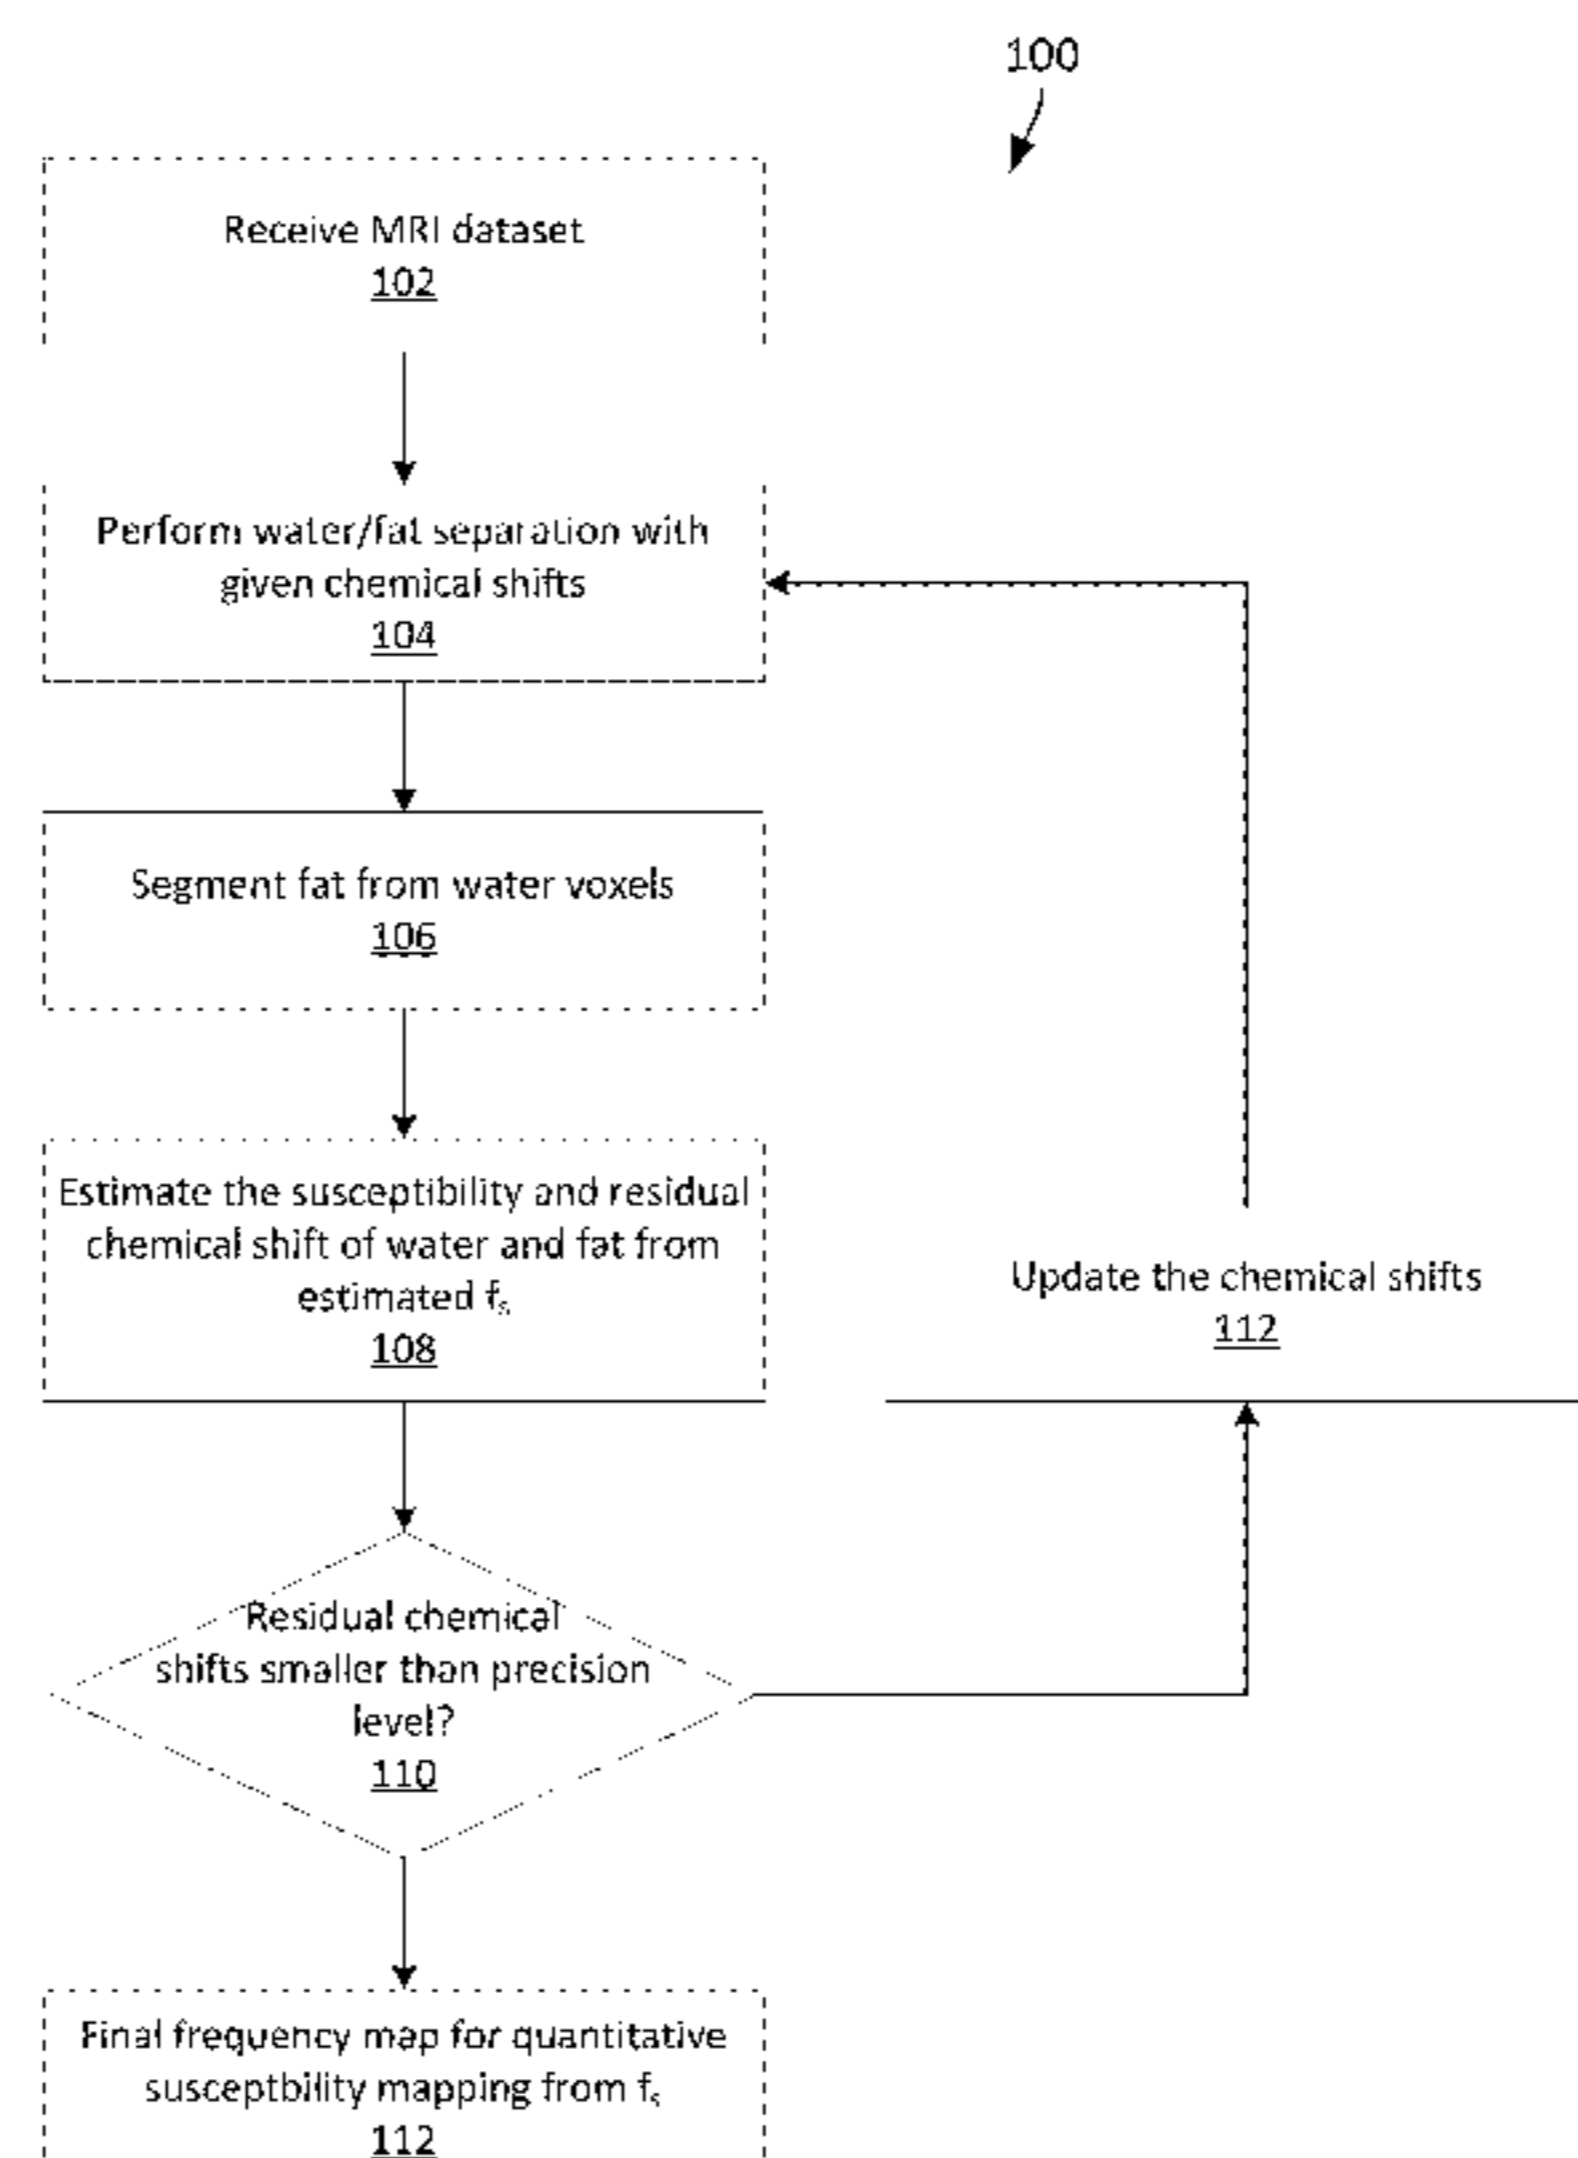 100
Receive MRI dataset
102
Perform water/fat separation with
given chemical shifts
104
Segment fat from water voxels
106
Estimate the susceptibility and residual
chemical shift of water and fat from
estimated fₛ
108
Update the chemical shifts
112
Residual chemical
shifts smaller than precision
level?
110
Final frequency map for quantitative
susceptbility mapping from fₛ
112